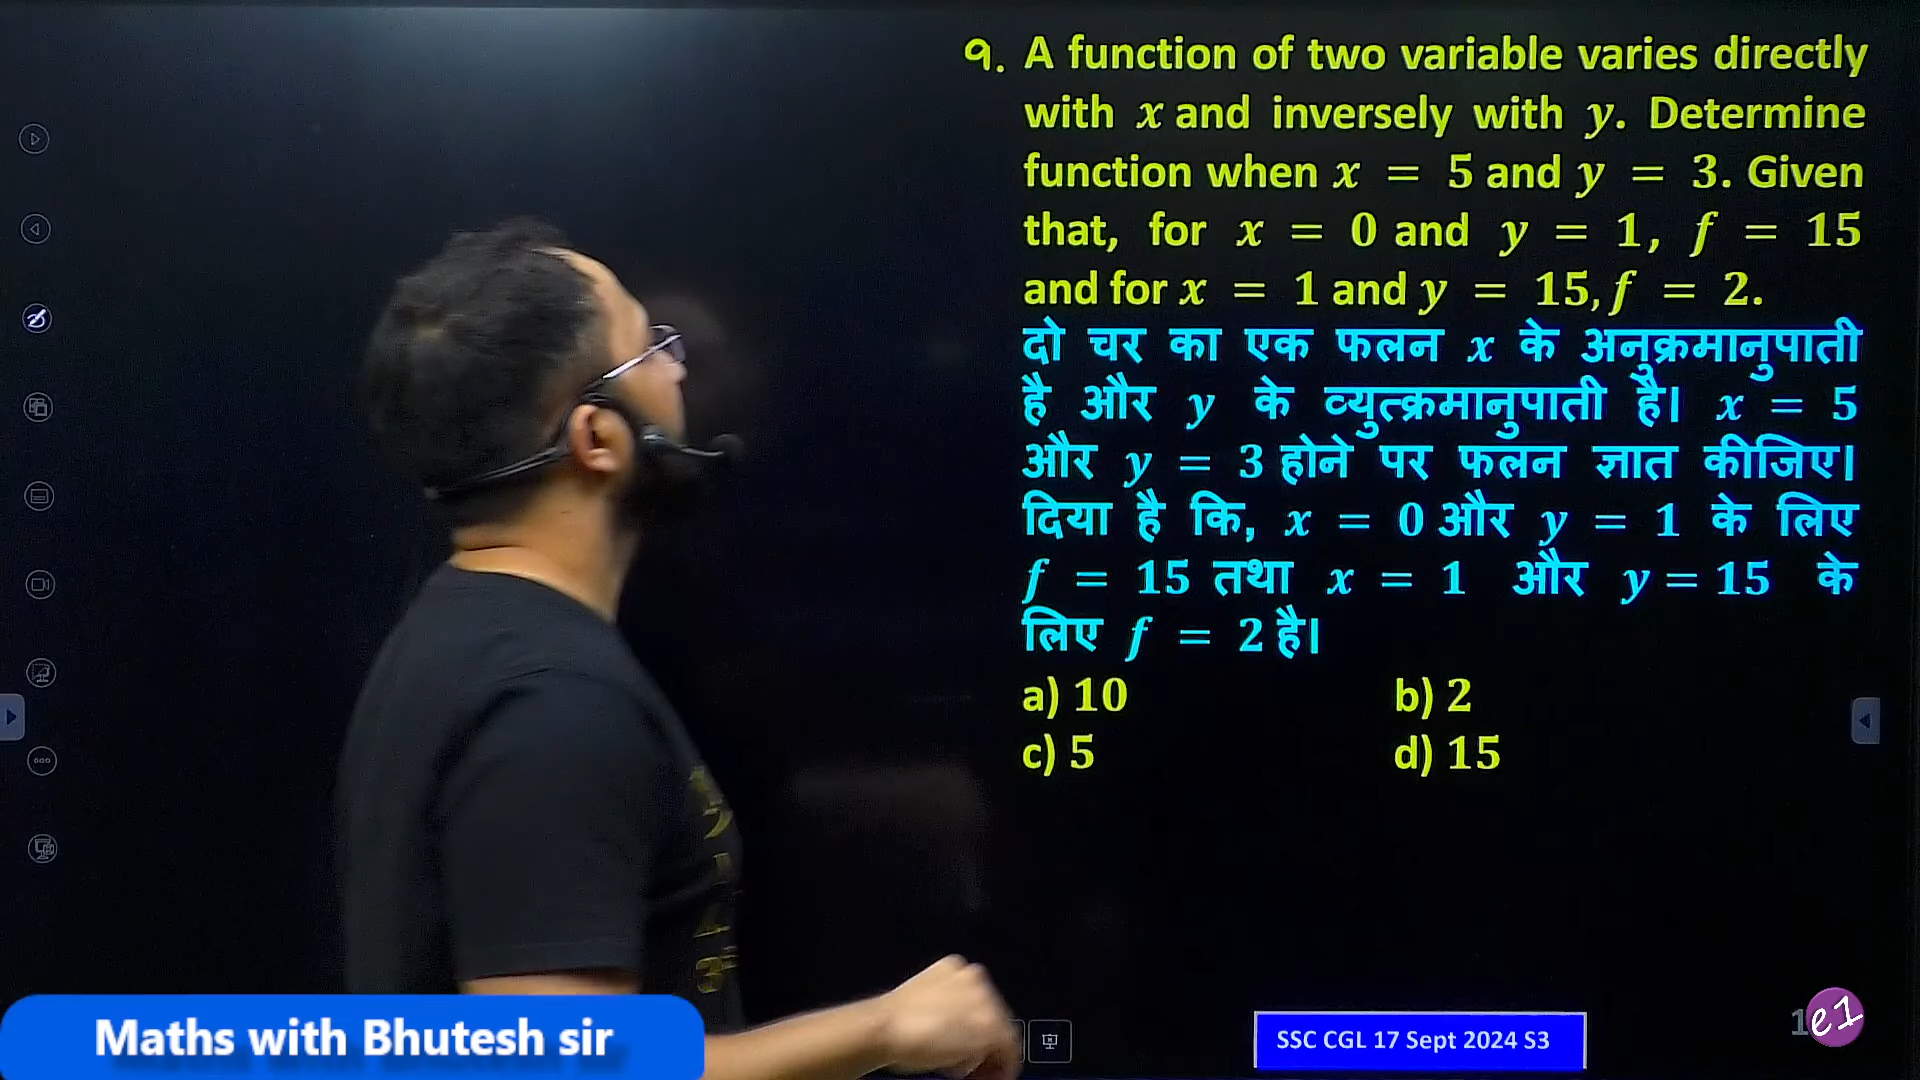 9. A function of two variable varies directly
with x and inversely with y. Determine
function when x = 5 and y = 3. Given
that, for x = 0 and y = 1, f = 15
and for x = 1 and y = 15, f = 2.
दो चर का एक फलन x के अनुक्रमानुपाती
है और y के व्युत्क्रमानुपाती है। x = 5
और y = 3 होने पर फलन ज्ञात कीजिए।
दिया है कि, x = 0 और y = 1 के लिए
f = 15 तथा x = 1 और y = 15 के
लिए f = 2 है।
a) 10 b) 2
c) 5 d) 15
Maths with Bhutesh sir
SSC CGL 17 Sept 2024 S3
e1